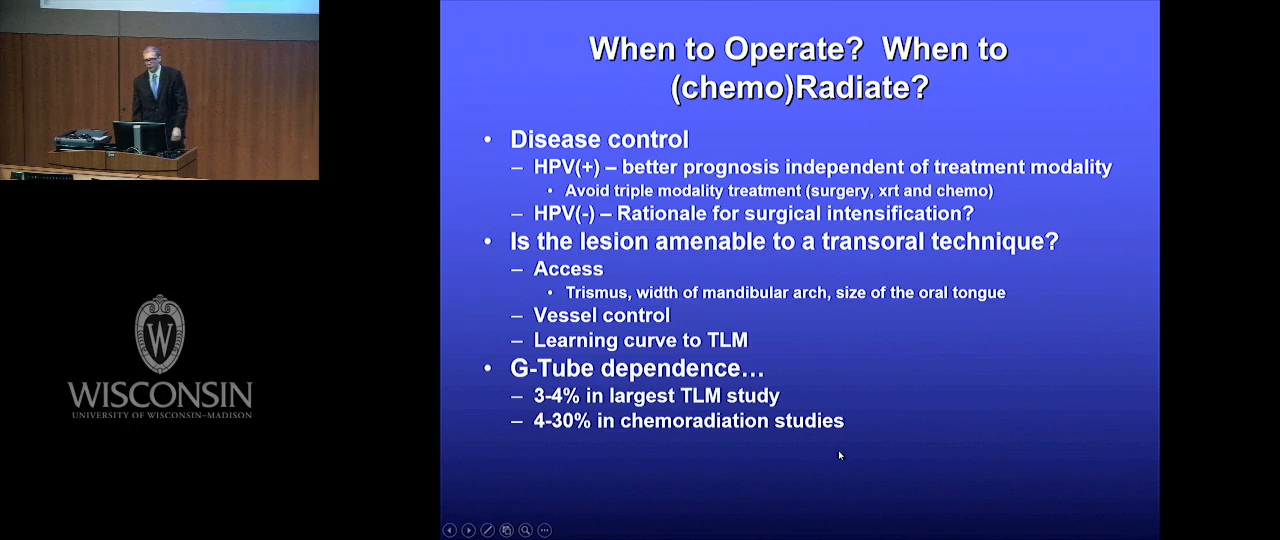 When to Operate? When to
(chemo)Radiate?
• Disease control
– HPV(+) – better prognosis independent of treatment modality
• Avoid triple modality treatment (surgery, xrt and chemo)
– HPV(-) – Rationale for surgical intensification?
• Is the lesion amenable to a transoral technique?
– Access
• Trismus, width of mandibular arch, size of the oral tongue
– Vessel control
– Learning curve to TLM
• G-Tube dependence…
– 3-4% in largest TLM study
– 4-30% in chemoradiation studies
W
WISCONSIN
UNIVERSITY OF WISCONSIN–MADISON